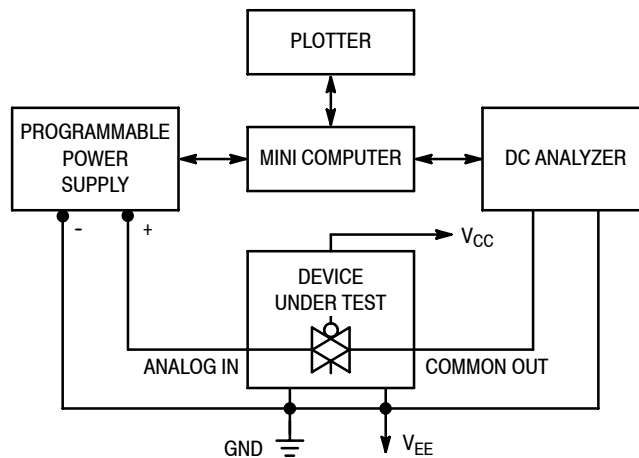 PLOTTER
PROGRAMMABLE
POWER
SUPPLY
MINI COMPUTER
DC ANALYZER
- +
VCC
DEVICE
UNDER TEST
ANALOG IN
COMMON OUT
GND
VEE